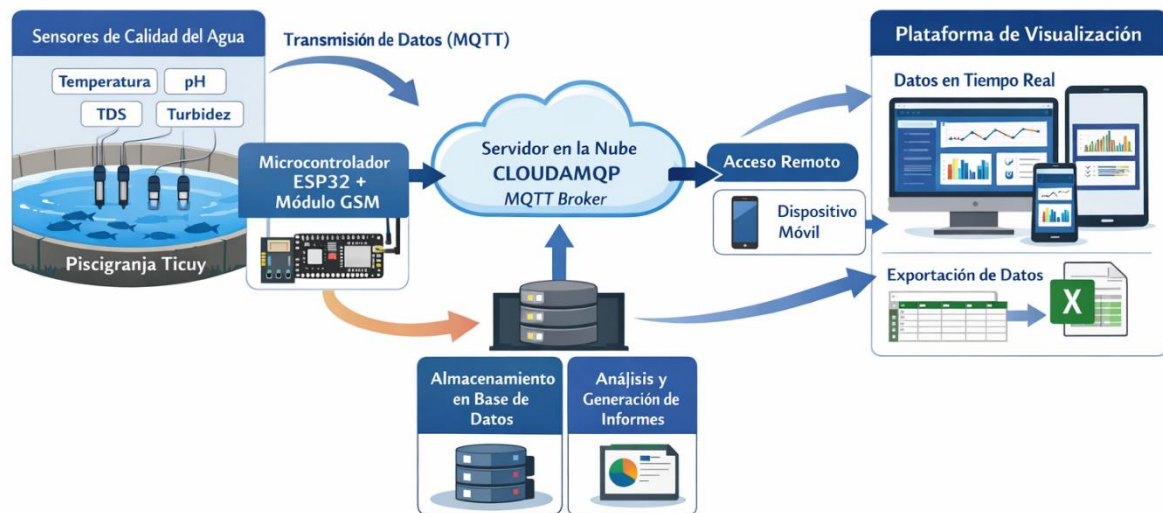 Sensores de Calidad del Agua
Temperatura
pH
TDS
Turbidez
Piscigranja Ticuy
Transmisión de Datos (MQTT)
Microcontrolador
ESP32 +
Módulo GSM
Servidor en la Nube
CLOUDAMQP
MQTT Broker
Almacenamiento
en Base de
Datos
Análisis y
Generación de
Informes
Acceso Remoto
Dispositivo
Móvil
Plataforma de Visualización
Datos en Tiempo Real
Exportación de Datos
X